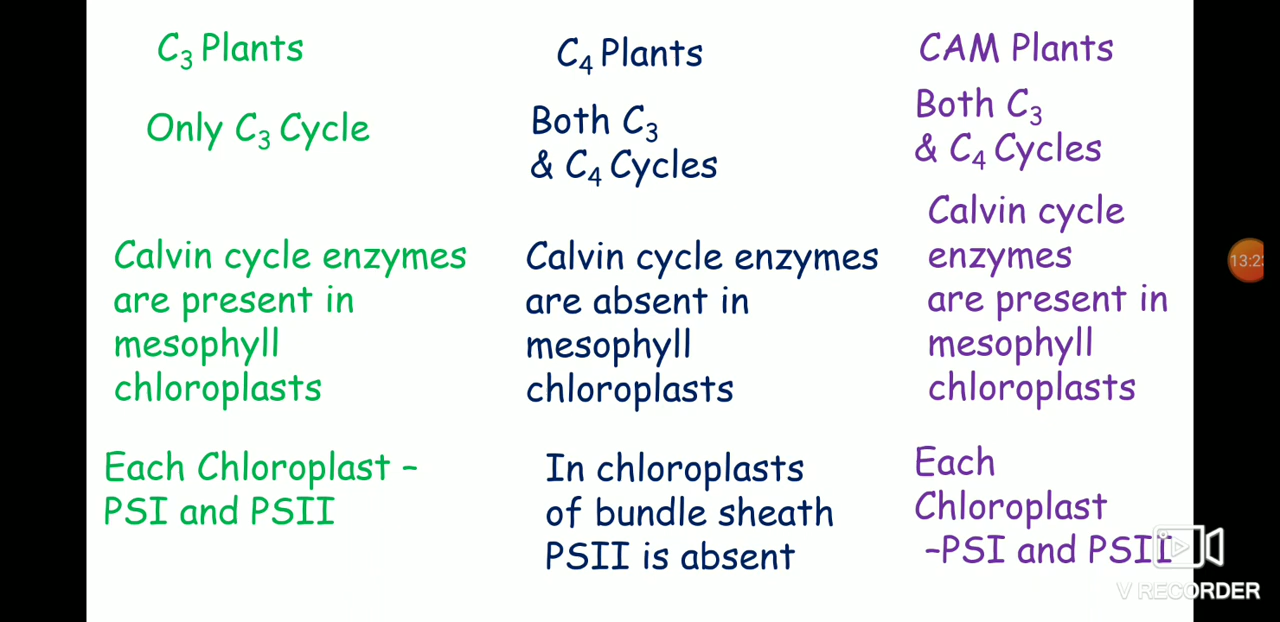 C₃ Plants
Only C₃ Cycle
Calvin cycle enzymes
are present in
mesophyll
chloroplasts
Each Chloroplast –
PSI and PSII
C₄ Plants
Both C₃
& C₄ Cycles
Calvin cycle enzymes
are absent in
mesophyll
chloroplasts
In chloroplasts
of bundle sheath
PSII is absent
CAM Plants
Both C₃
& C₄ Cycles
Calvin cycle
enzymes
are present in
mesophyll
chloroplasts
Each
Chloroplast
–PSI and PSII
V RECORDER